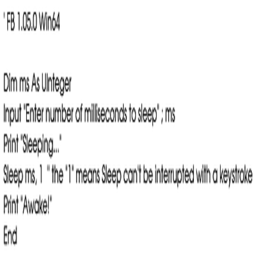 ' FB 1.05.0 Win64
Dim ms As UInteger
Input "Enter number of milliseconds to sleep" ; ms
Print "Sleeping..."
Sleep ms, 1  '' the "1" means Sleep can't be interrupted with a keystroke
Print "Awake!"
End